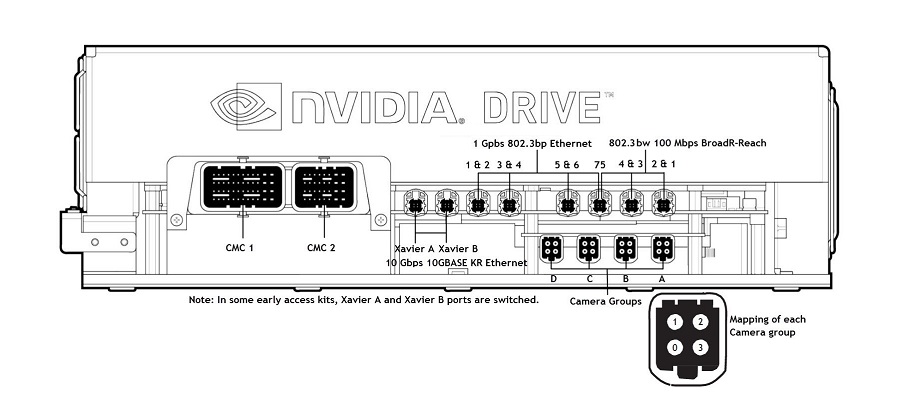 NVIDIA® DRIVE™
1 Gpbs 802.3bp Ethernet
802.3bw 100 Mbps BroadR-Reach
1 & 2
3 & 4
5 & 6
75
4 & 3
2 & 1
CMC 1
CMC 2
Xavier A
Xavier B
10 Gbps 10GBASE KR Ethernet
D
C
B
A
Note: In some early access kits, Xavier A and Xavier B ports are switched.
Camera Groups
1
2
0
3
Mapping of each
Camera group